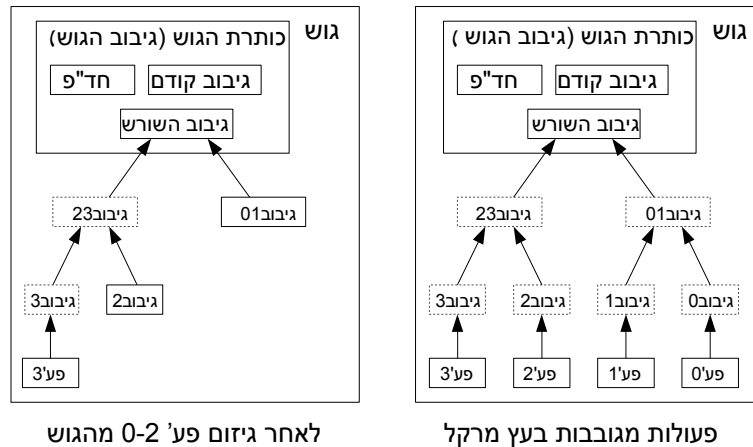 גוש
כותרת הגוש (גיבוב הגוש )
גיבוב קודם
חד"פ
גיבוב השורש
גיבוב01
גיבוב23
גיבוב0
גיבוב1
גיבוב2
גיבוב3
פע'0
פע'1
פע'2
פע'3
פעולות מגובבות בעץ מרקל
גוש
כותרת הגוש (גיבוב הגוש)
גיבוב קודם
חד"פ
גיבוב השורש
גיבוב01
גיבוב23
גיבוב2
גיבוב3
פע'3
לאחר גיזום פע' 0-2 מהגוש